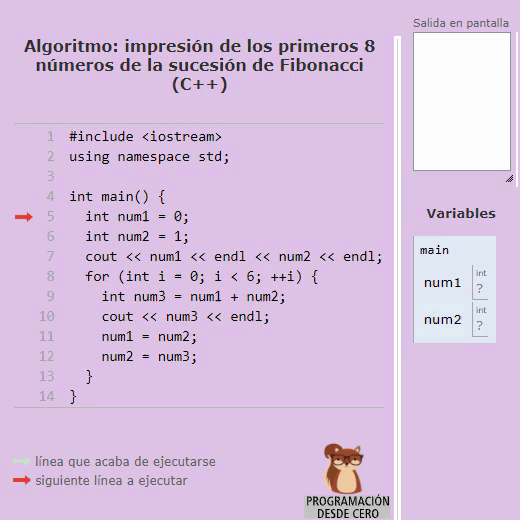 Algoritmo: impresión de los primeros 8
números de la sucesión de Fibonacci
(C++)
1 #include <iostream>
2 using namespace std;
3
4 int main() {
5 int num1 = 0;
6 int num2 = 1;
7 cout << num1 << endl << num2 << endl;
8 for (int i = 0; i < 6; ++i) {
9 int num3 = num1 + num2;
10 cout << num3 << endl;
11 num1 = num2;
12 num2 = num3;
13 }
14 }
línea que acaba de ejecutarse
siguiente línea a ejecutar
PROGRAMACIÓN
DESDE CERO
Salida en pantalla
Variables
main
num1 int
?
num2 int
?